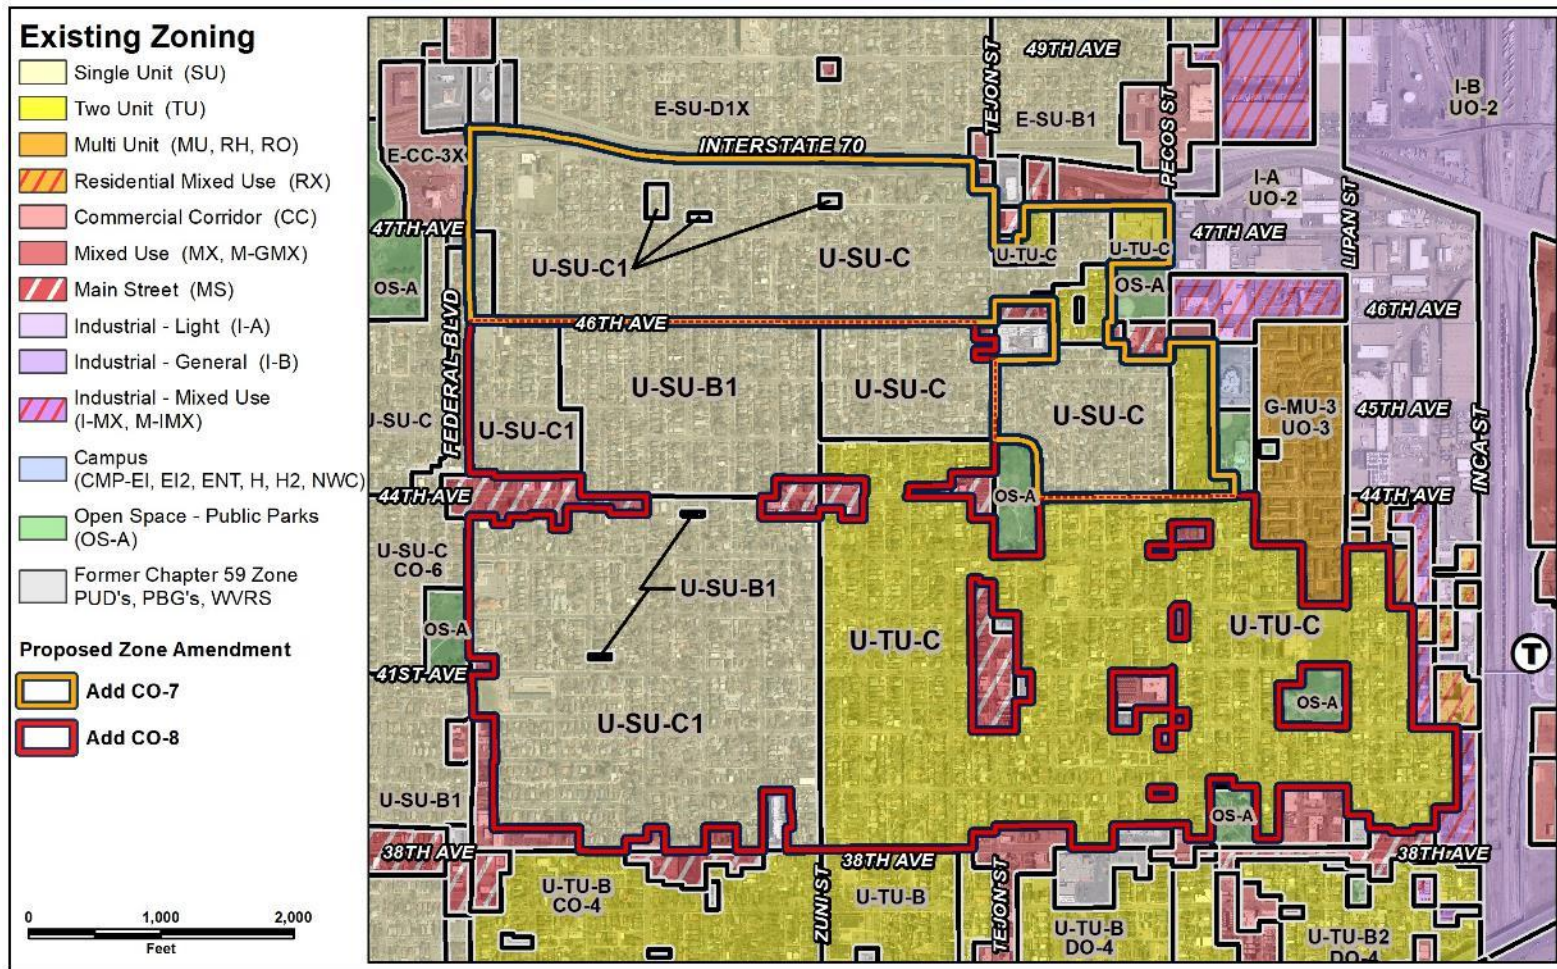 Existing Zoning
Single Unit (SU)
Two Unit (TU)
Multi Unit (MU, RH, RO)
Residential Mixed Use (RX)
Commercial Corridor (CC)
Mixed Use (MX, M-GMX)
Main Street (MS)
Industrial - Light (I-A)
Industrial - General (I-B)
Industrial - Mixed Use
(I-MX, M-IMX)
Campus
(CMP-EI, EI2, ENT, H, H2, NWC)
Open Space - Public Parks
(OS-A)
Former Chapter 59 Zone
PUD's, PBG's, WVRS
Proposed Zone Amendment
Add CO-7
Add CO-8
0 1,000 2,000
Feet
49TH AVE
TEJON ST
PECOS ST
I-B
UO-2
E-SU-D1X
E-SU-B1
INTERSTATE 70
E-CC-3X
I-A
UO-2
LIPAN ST
47TH AVE
47TH AVE
U-SU-C1
U-SU-C
U-TU-C
U-TU-C
OS-A
OS-A
FEDERAL BLVD
46TH AVE
46TH AVE
U-SU-B1
U-SU-C
U-SU-C
U-SU-C
U-SU-C1
G-MU-3
UO-3
45TH AVE
INCA ST
44TH AVE
OS-A
44TH AVE
U-SU-C
CO-6
U-SU-B1
OS-A
U-TU-C
U-TU-C
T
41ST AVE
U-SU-C1
OS-A
U-SU-B1
OS-A
38TH AVE
38TH AVE
38TH AVE
U-TU-B
CO-4
ZUNI ST
U-TU-B
TEJON ST
U-TU-B
DO-4
U-TU-B2
DO-4